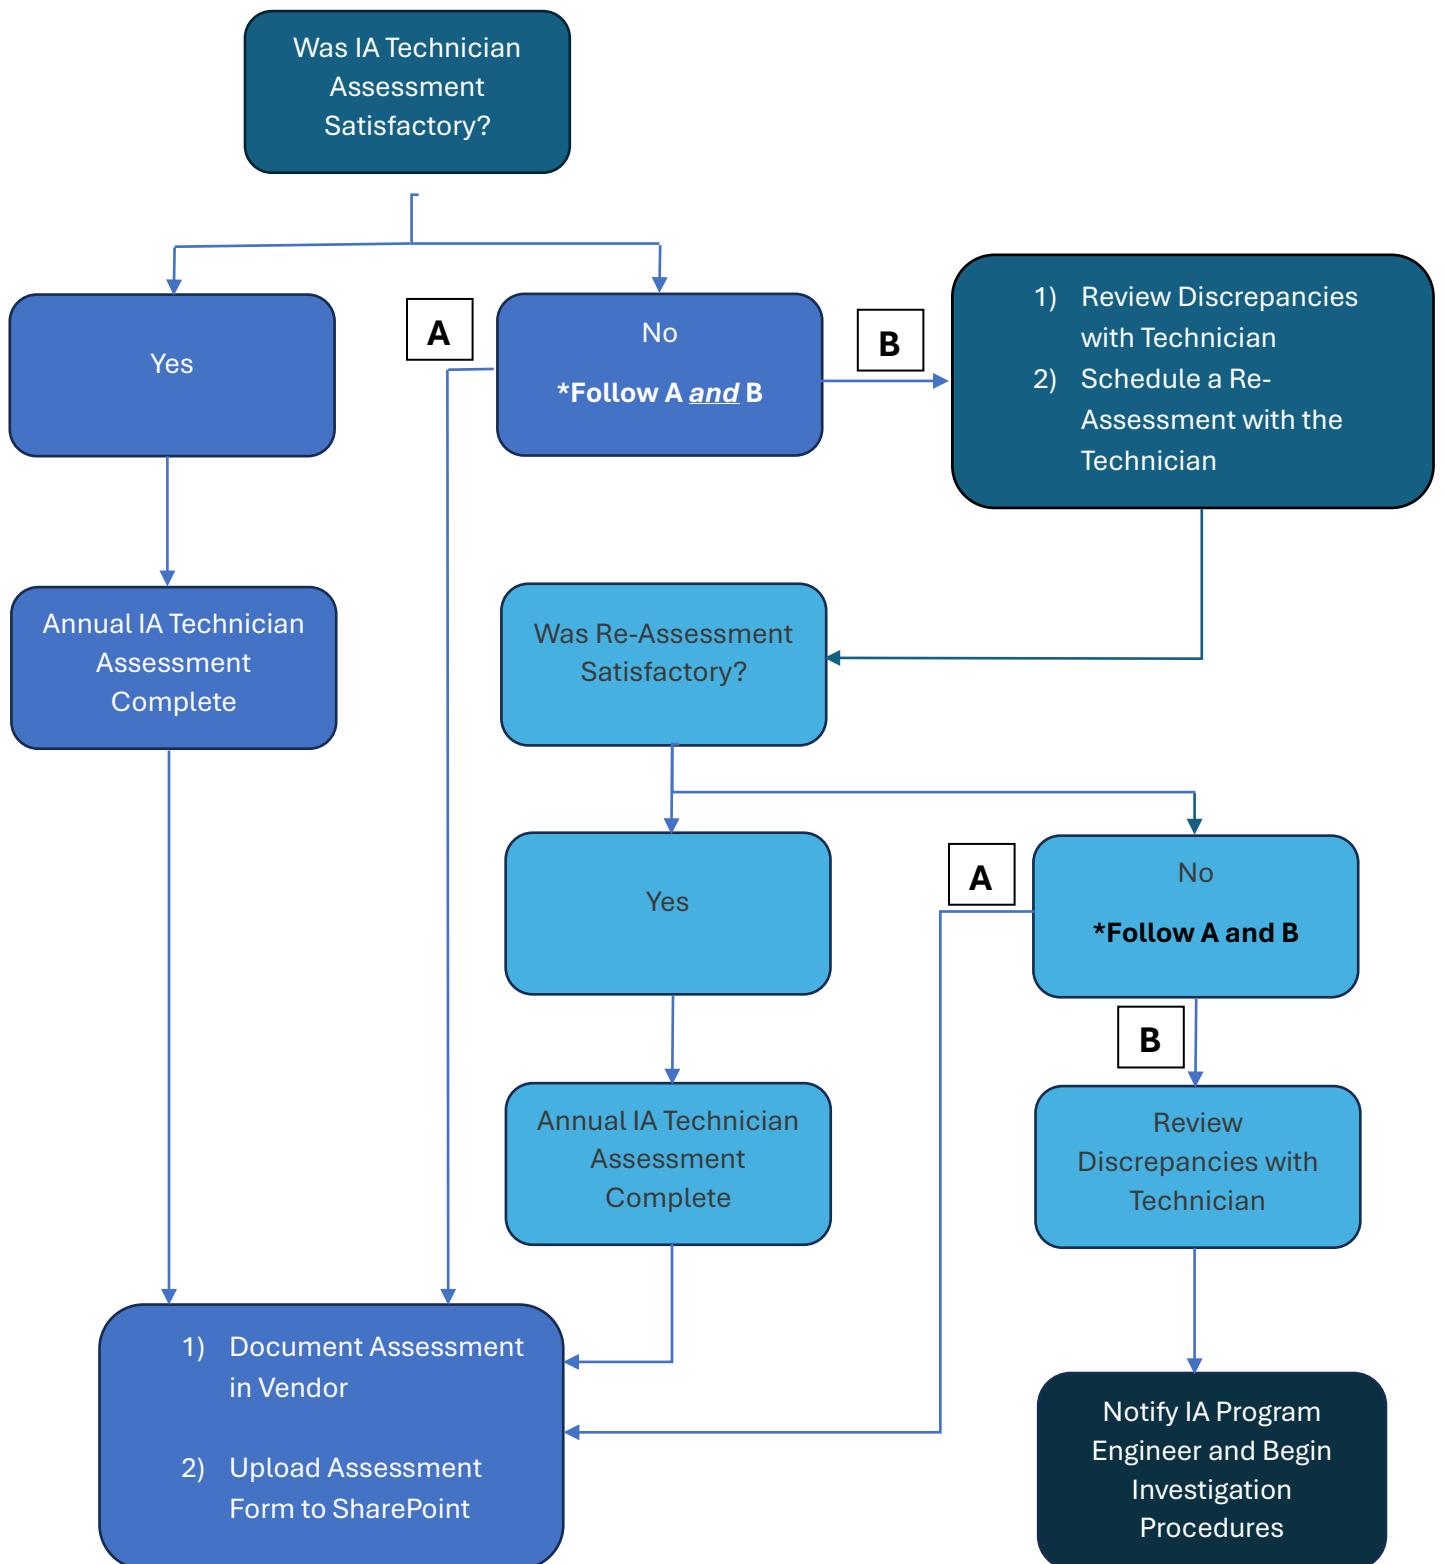 Was IA Technician
Assessment
Satisfactory?
Yes
A
No
*Follow A and B
B
1) Review Discrepancies
with Technician
2) Schedule a Re-
Assessment with the
Technician
Annual IA Technician
Assessment
Complete
Was Re-Assessment
Satisfactory?
Yes
A
No
*Follow A and B
B
Annual IA Technician
Assessment
Complete
Review
Discrepancies with
Technician
1) Document Assessment
in Vendor
2) Upload Assessment
Form to SharePoint
Notify IA Program
Engineer and Begin
Investigation
Procedures